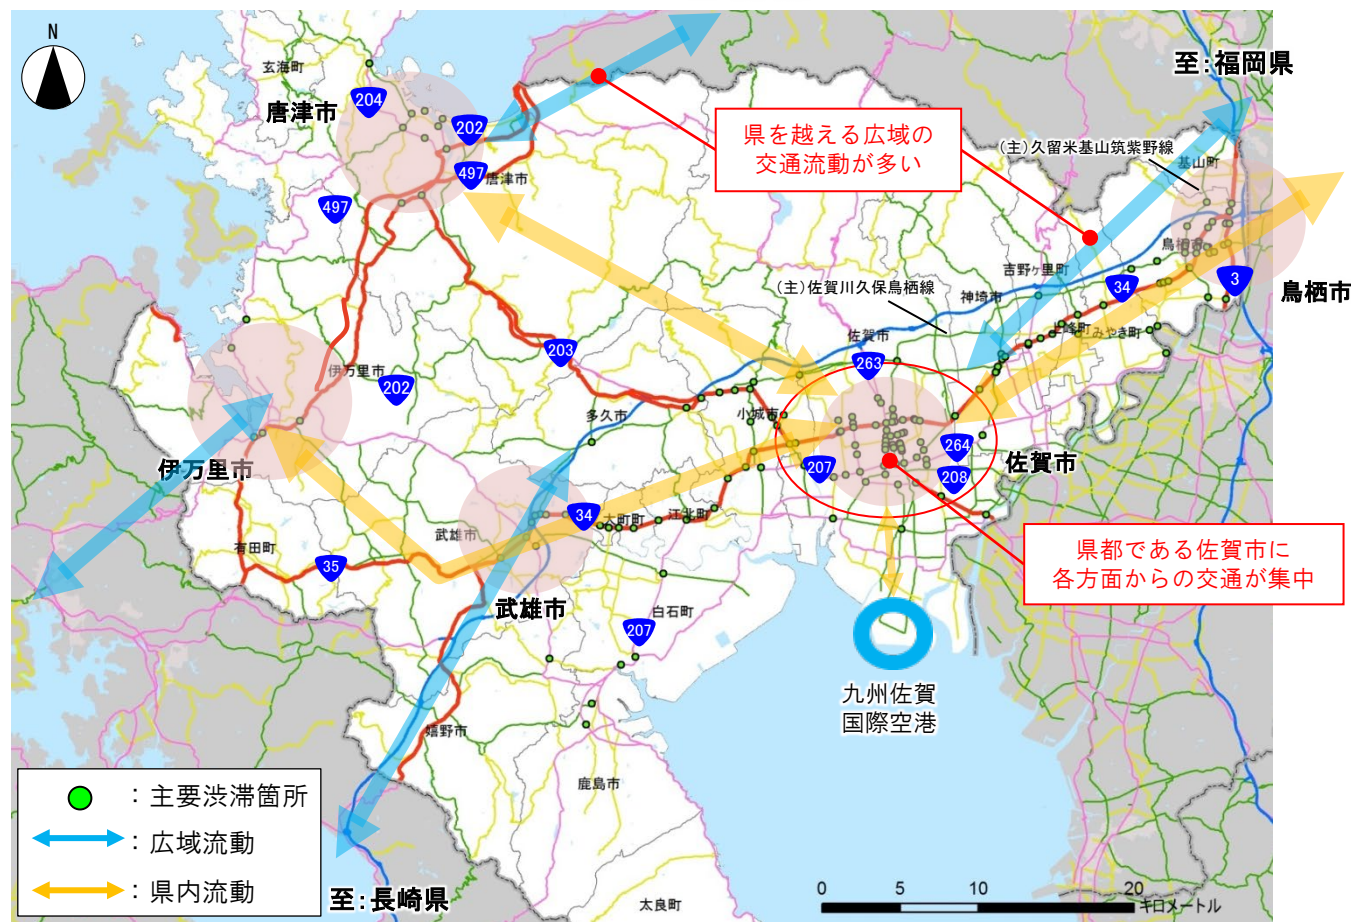 N
玄海町
至：福岡県
204
唐津市
202
県を越える広域の
交通流動が多い
(主)久留米基山筑紫野線
基山町
497
唐津市
497
鳥栖市
吉野ヶ里町
3
鳥栖市
(主)佐賀川久保鳥栖線
神埼市
34
上峰町
みやき町
佐賀市
203
263
伊万里市
202
多久市
小城市
264
佐賀市
伊万里市
207
208
34
大町町
江北町
武雄市
有田町
35
県都である佐賀市に
各方面からの交通が集中
武雄市
白石町
207
九州佐賀
国際空港
嬉野市
鹿島市
：主要渋滞箇所
：広域流動
：県内流動
至：長崎県
太良町
0
5
10
20
キロメートル